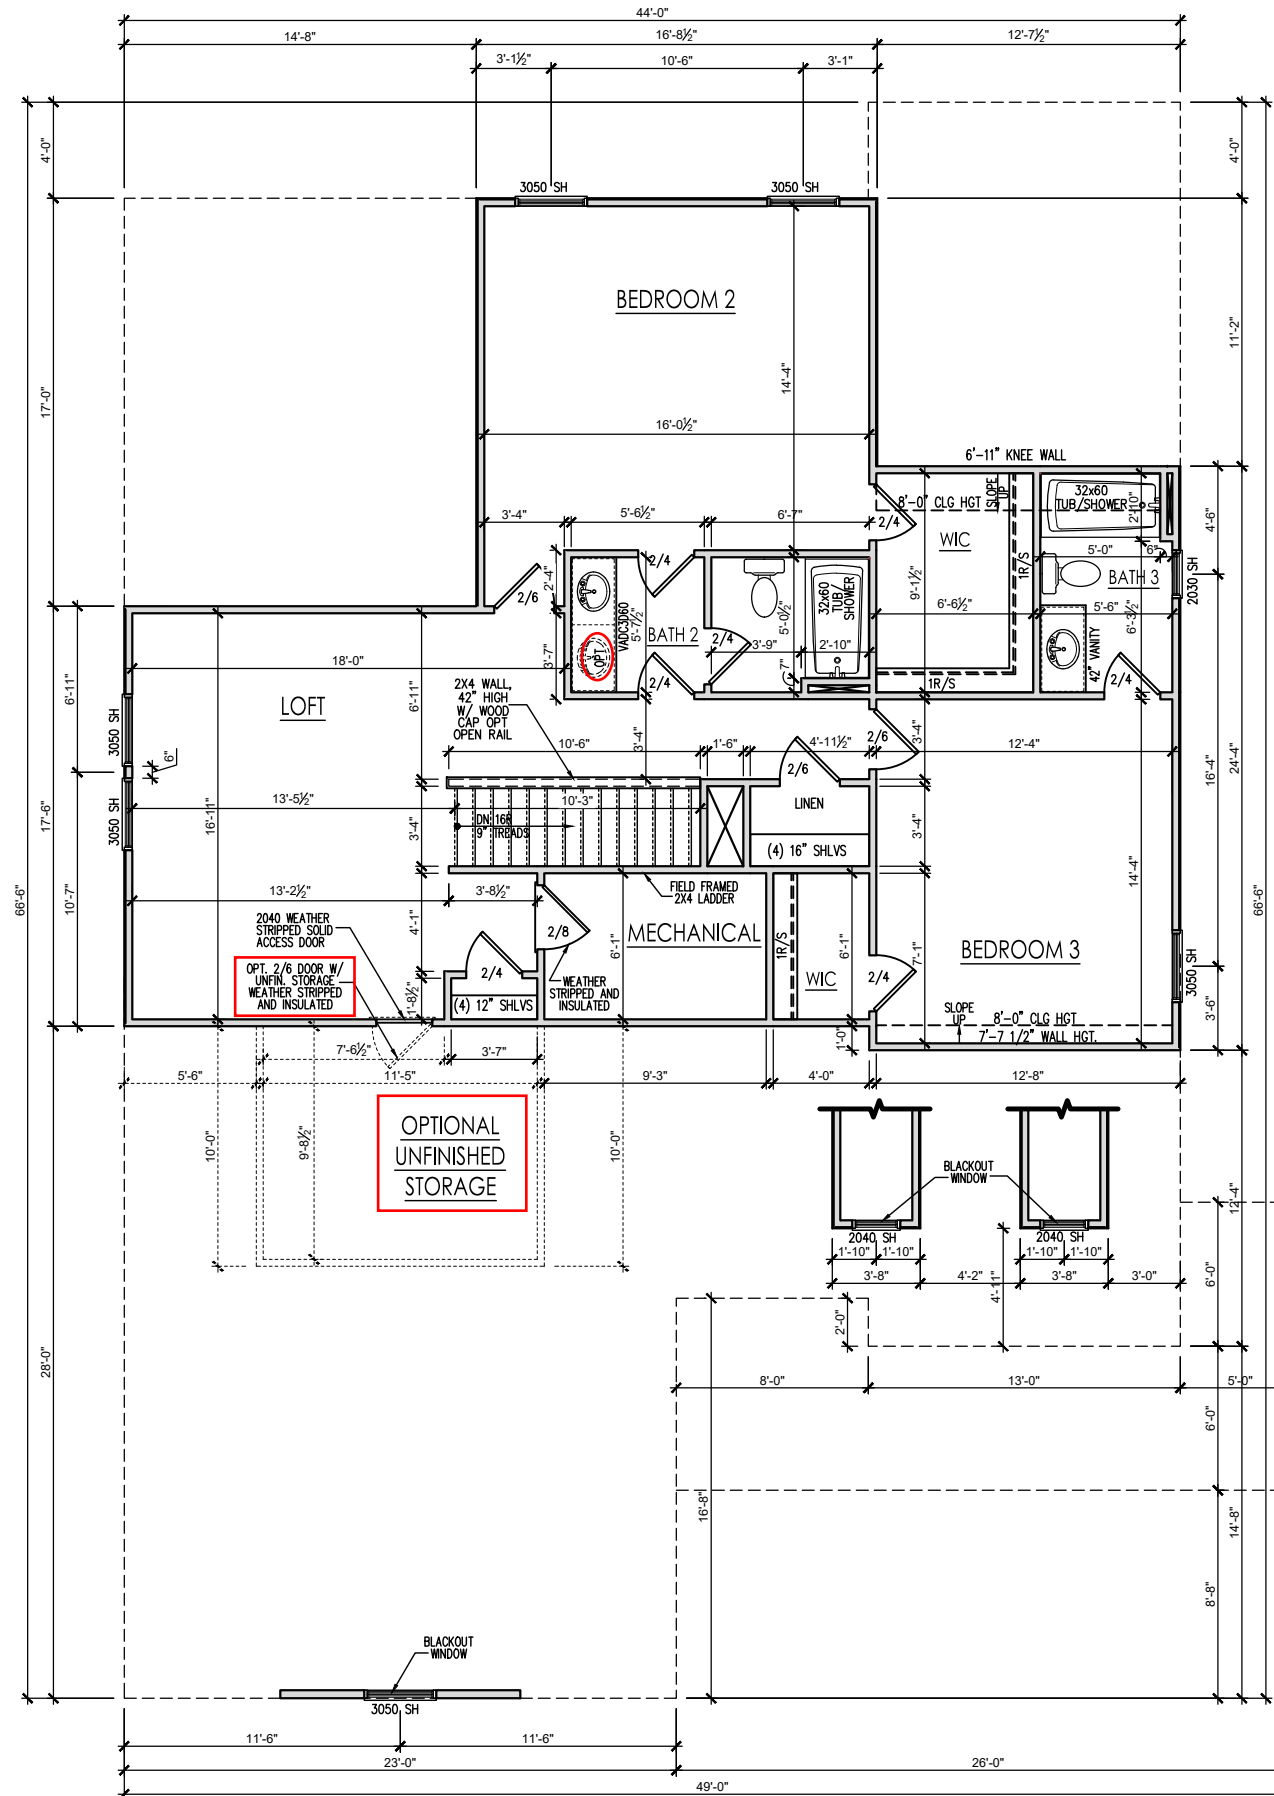 44'-0"
14'-8"
16'-8½"
12'-7½"
3'-1½"
10'-6"
3'-1"
4'-0"
4'-0"
3050 SH
3050 SH
BEDROOM 2
11'-2"
14'-4"
17'-0"
16'-0½"
6'-11" KNEE WALL
8'-0" CLG HGT
SLOPE
UP
32x60
TUB/SHOWER
2'-10"
4'-6"
3'-4"
5'-6½"
6'-7"
2/4
WIC
1R/S
5'-0"
6"
2/4
2/6
2'-4"
VADC3D60
5'-7½"
BATH 2
OPT
3'-7"
2/4
2/4
5'-0½"
32x60
TUB/
SHOWER
3'-9"
2'-10"
7"
9'-1½"
6'-6½"
1R/S
BATH 3
5'-6"
6'-3½"
42" VANITY
2/4
2030 SH
18'-0"
LOFT
6'-11"
6'-11"
2X4 WALL,
42" HIGH
W/ WOOD
CAP OPT
OPEN RAIL
3'-4"
10'-6"
1'-6"
4'-11½"
2/6
2/6
3'-4"
12'-4"
16'-4"
24'-4"
3050 SH
6"
3050 SH
13'-5½"
16'-11"
3'-4"
10'-3"
DN 16R
9" TREADS
LINEN
(4) 16" SHLVS
3'-4"
14'-4"
17'-6"
10'-7"
66'-6"
66'-6"
13'-2½"
3'-8½"
4'-1"
FIELD FRAMED
2X4 LADDER
2040 WEATHER
STRIPPED SOLID
ACCESS DOOR
2/8
6'-1"
MECHANICAL
1R/S
6'-1"
WIC
2/4
7'-1"
BEDROOM 3
3050 SH
OPT. 2/6 DOOR W/
UNFIN. STORAGE
WEATHER STRIPPED
AND INSULATED
2/4
1'-8½"
(4) 12" SHLVS
WEATHER
STRIPPED AND
INSULATED
SLOPE
UP
8'-0" CLG HGT
7'-7 1/2" WALL HGT.
3'-6"
7'-6½"
3'-7"
1'-0"
5'-6"
11'-5"
9'-3"
4'-0"
12'-8"
OPTIONAL
UNFINISHED
STORAGE
10'-0"
9'-8½"
10'-0"
BLACKOUT
WINDOW
2040 SH
2040 SH
1'-10"
1'-10"
1'-10"
1'-10"
3'-8"
4'-2"
3'-8"
3'-0"
4'-11"
2'-0"
12'-4"
6'-0"
28'-0"
8'-0"
13'-0"
5'-0"
6'-0"
16'-8"
14'-8"
8'-8"
BLACKOUT
WINDOW
3050 SH
11'-6"
11'-6"
23'-0"
26'-0"
49'-0"